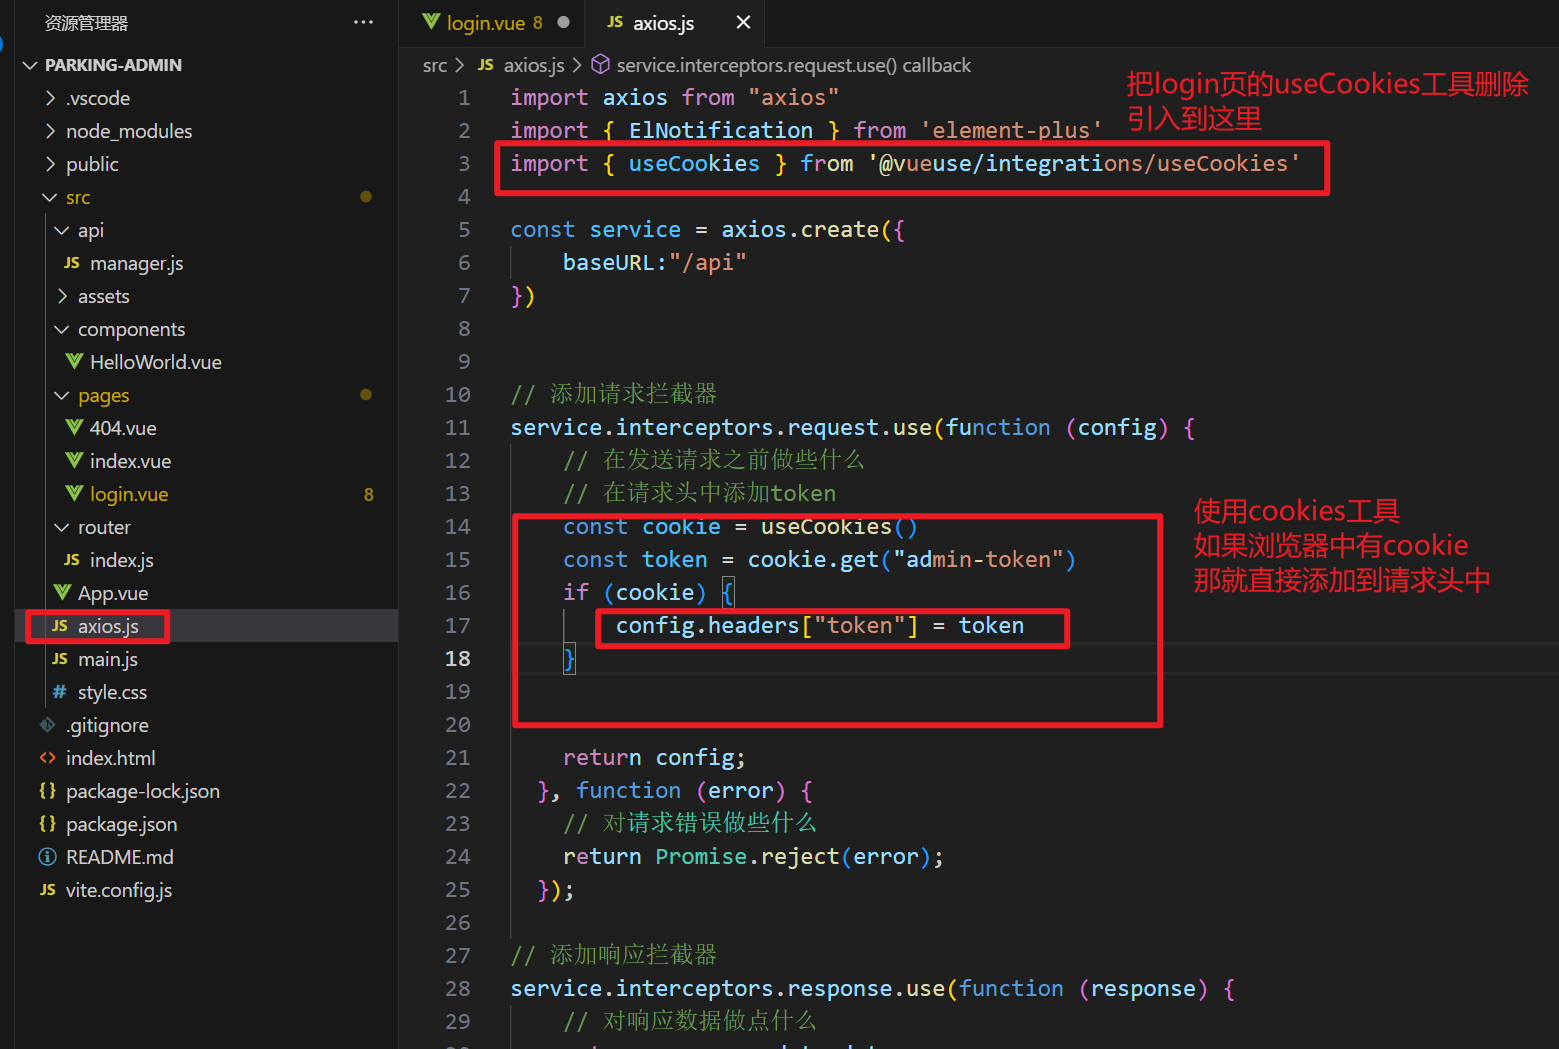 资源管理器 ···
PARKING-ADMIN
.vscode
node_modules
public
src
api
JS manager.js
assets
components
HelloWorld.vue
pages
404.vue
index.vue
login.vue 8
router
JS index.js
App.vue
JS axios.js
JS main.js
# style.css
.gitignore
<> index.html
{} package-lock.json
{} package.json
README.md
JS vite.config.js
login.vue 8
JS axios.js
src > JS axios.js > service.interceptors.request.use() callback
1 import axios from "axios"
2 import { ElNotification } from 'element-plus'
3 import { useCookies } from '@vueuse/integrations/useCookies'
4
5 const service = axios.create({
6 baseURL:"/api"
7 })
8
9
10 // 添加请求拦截器
11 service.interceptors.request.use(function (config) {
12 // 在发送请求之前做些什么
13 // 在请求头中添加token
14 const cookie = useCookies()
15 const token = cookie.get("admin-token")
16 if (cookie) {
17 config.headers["token"] = token
18 }
19
20
21 return config;
22 }, function (error) {
23 // 对请求错误做些什么
24 return Promise.reject(error);
25 });
26
27 // 添加响应拦截器
28 service.interceptors.response.use(function (response) {
29 // 对响应数据做点什么
把login页的useCookies工具删除
引入到这里
使用cookies工具
如果浏览器中有cookie
那就直接添加到请求头中